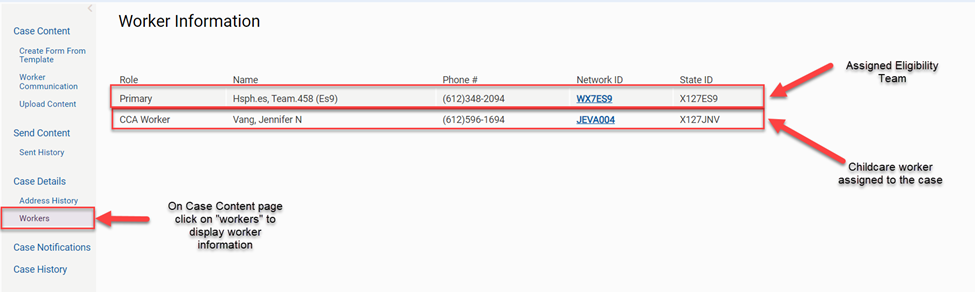 Worker Information
Case Content
Create Form From
Template
Worker
Communication
Upload Content
Send Content
Sent History
Case Details
Address History
Workers
Case Notifications
Case History
Role Name Phone # Network ID State ID
Primary Hsph.es, Team.458 (Es9) (612)348-2094 WX7ES9 X127ES9
CCA Worker Vang, Jennifer N (612)596-1694 JEVA004 X127JNV
Assigned Eligibility
Team
Childcare worker
assigned to the case
On Case Content page
click on "workers" to
display worker
information